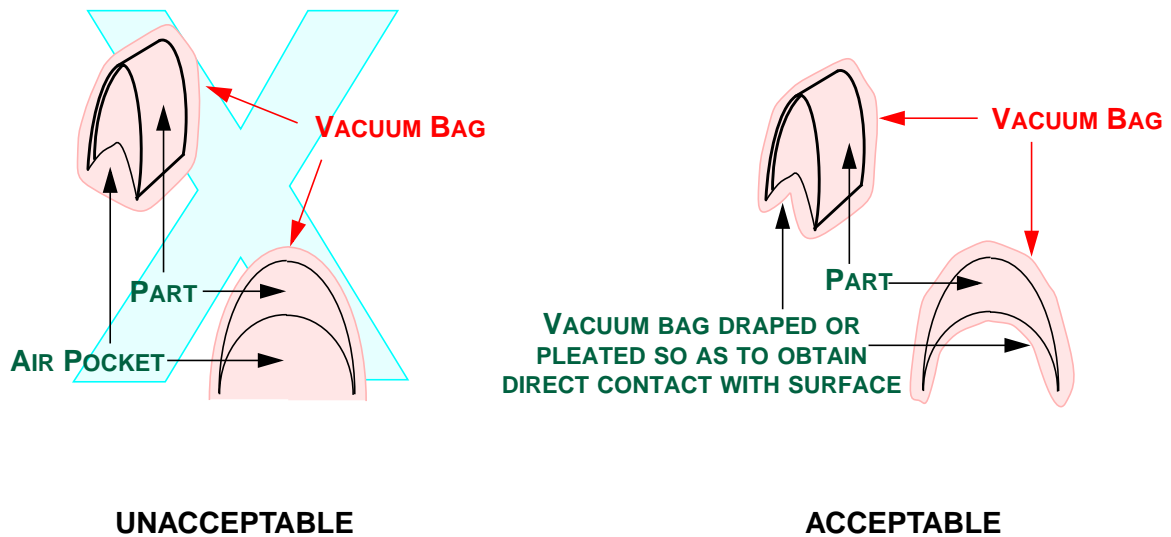 VACUUM BAG
PART
AIR POCKET
UNACCEPTABLE
VACUUM BAG
PART
VACUUM BAG DRAPED OR
PLEATED SO AS TO OBTAIN
DIRECT CONTACT WITH SURFACE
ACCEPTABLE